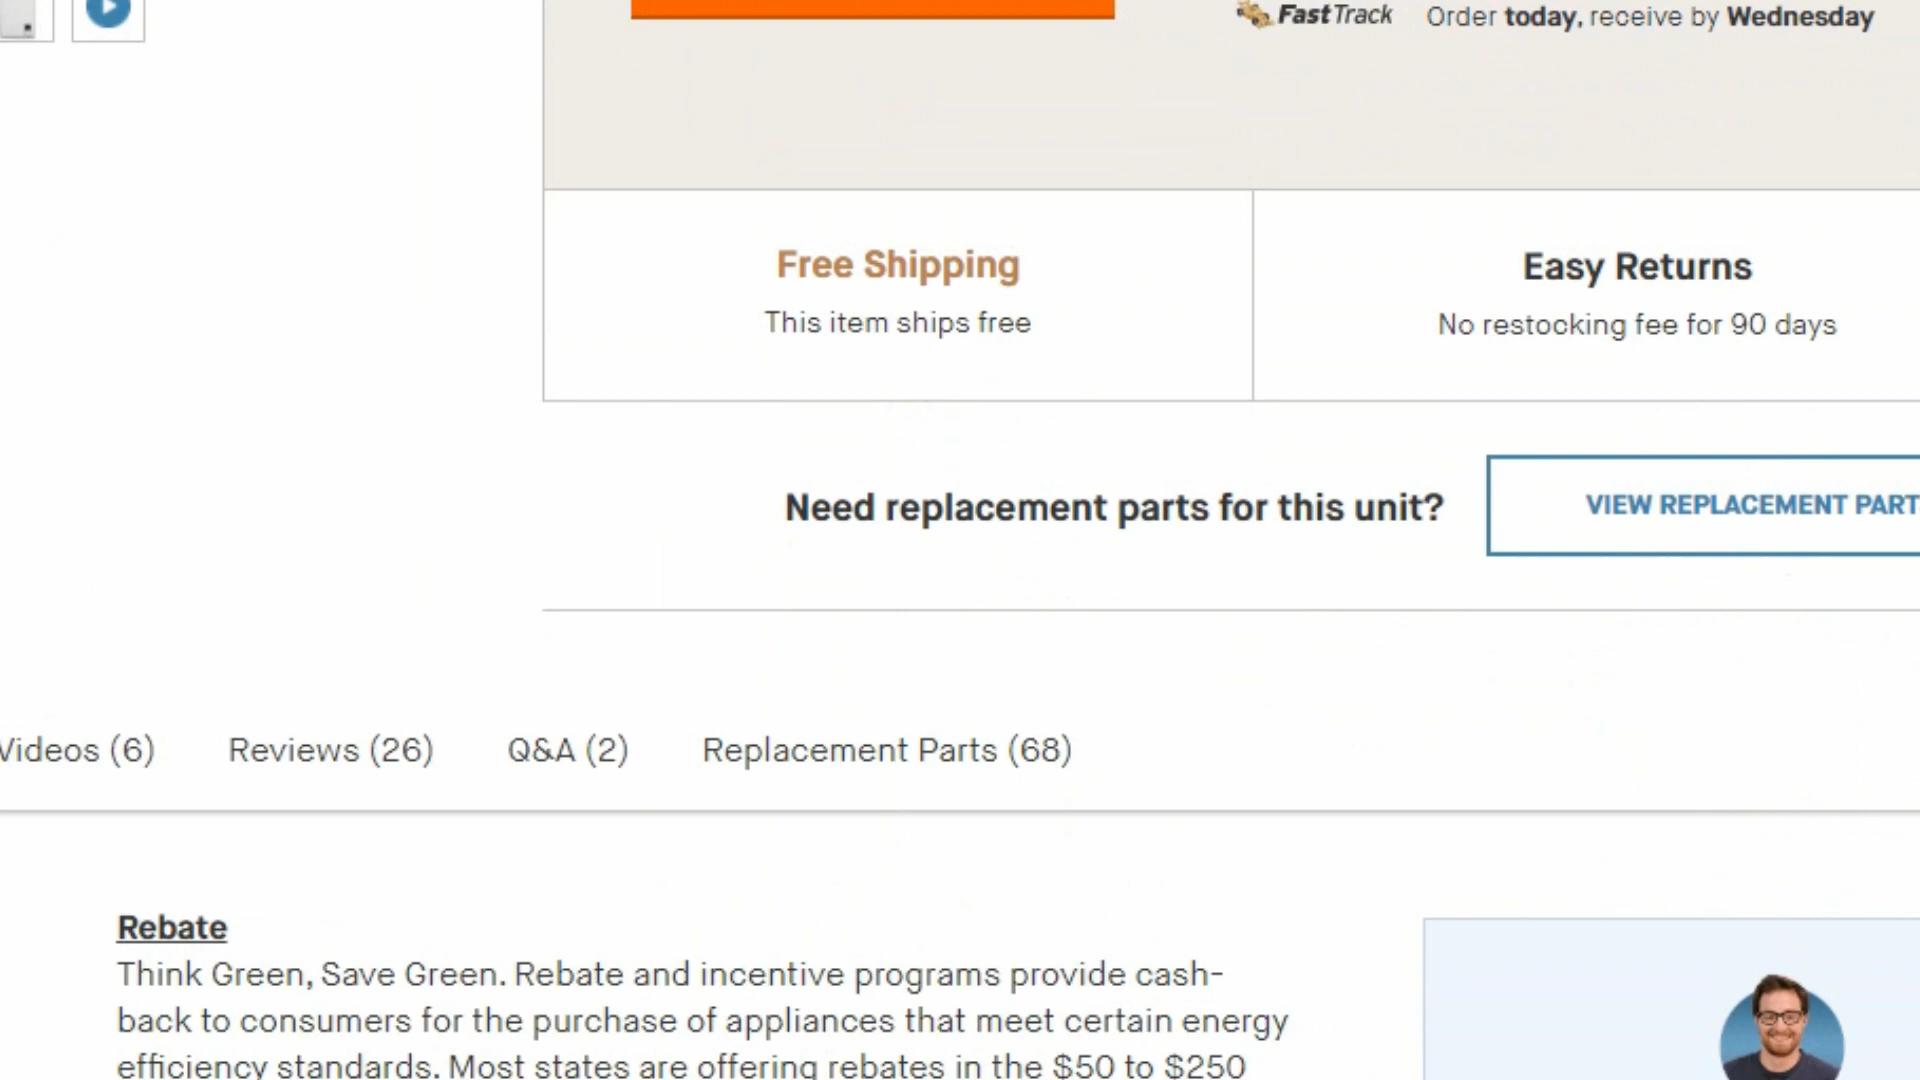 FastTrack Order today, receive by Wednesday
Free Shipping
This item ships free
Easy Returns
No restocking fee for 90 days
Need replacement parts for this unit?
VIEW REPLACEMENT PART
Videos (6) Reviews (26) Q&A (2) Replacement Parts (68)
Rebate
Think Green, Save Green. Rebate and incentive programs provide cash-
back to consumers for the purchase of appliances that meet certain energy
efficiency standards. Most states are offering rebates in the $50 to $250